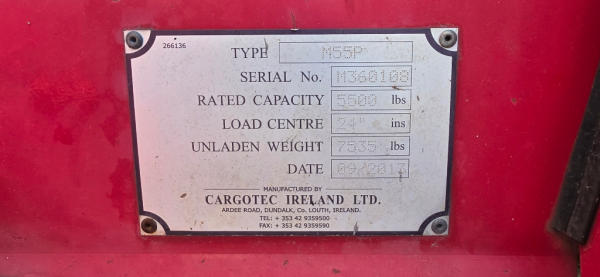 266136
TYPE M55P
SERIAL No. M360108
RATED CAPACITY 5500 lbs
LOAD CENTRE 24" ins
UNLADEN WEIGHT 7535 lbs
DATE 09/2017
MANUFACTURED BY
CARGOTEC IRELAND LTD.
ARDEE ROAD, DUNDALK, Co. LOUTH, IRELAND.
TEL: + 353 42 9359500
FAX: + 353 42 9359590